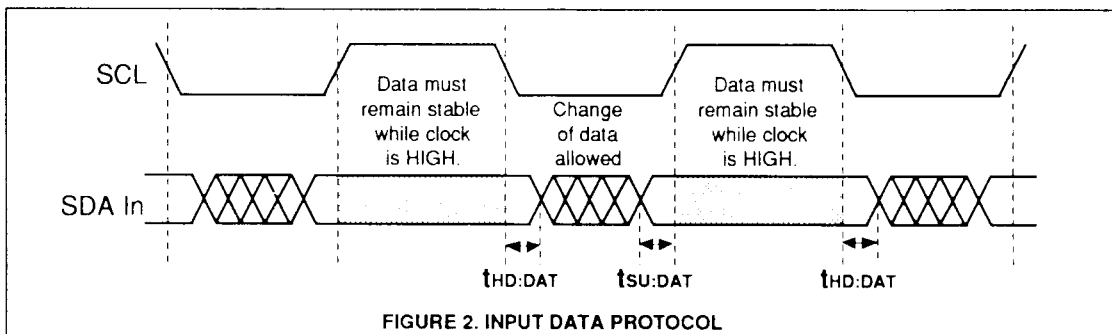 SCL
Data must
remain stable
while clock
is HIGH.
Change
of data
allowed
Data must
remain stable
while clock
is HIGH.
SDA In
tHD:DAT
tSU:DAT
tHD:DAT
FIGURE 2. INPUT DATA PROTOCOL